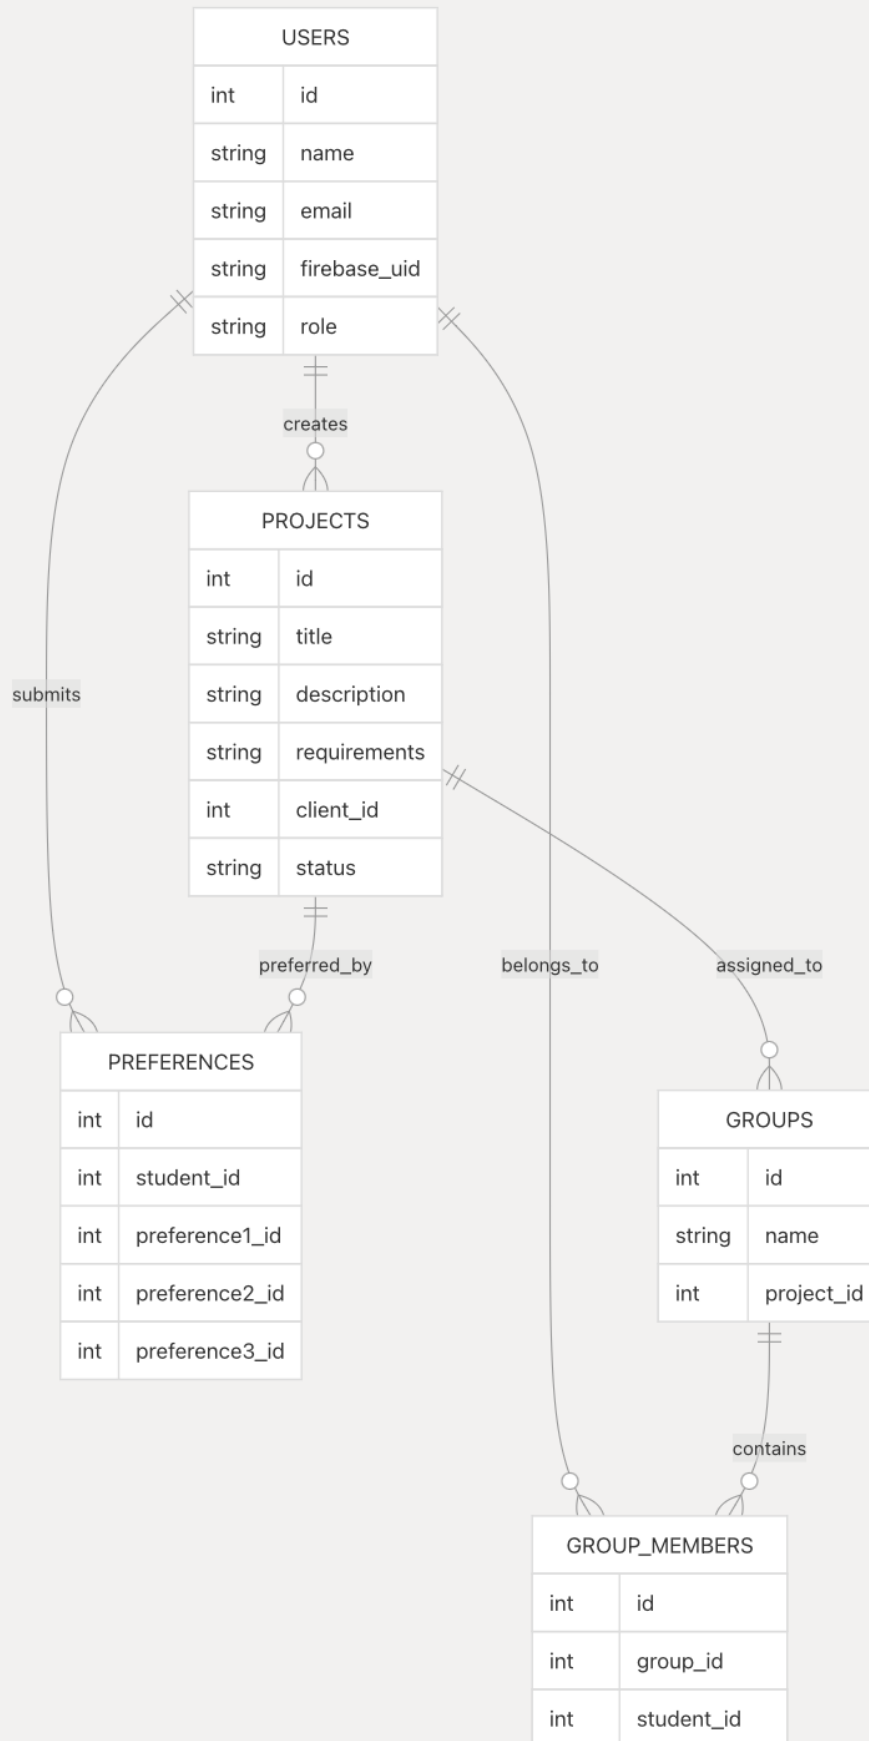 USERS
int id
string name
email
string
string firebase_uid
string role
creates
PROJECTS
int id
string title
submits
string description
string requirements
int client_id
string status
preferred_by
belongs_to
assigned_to
PREFERENCES
int id
int student_id
int preference1_id
int preference2_id
int preference3_id
GROUPS
int id
string name
int project_id
contains
GROUP_MEMBERS
int id
int group_id
int student_id